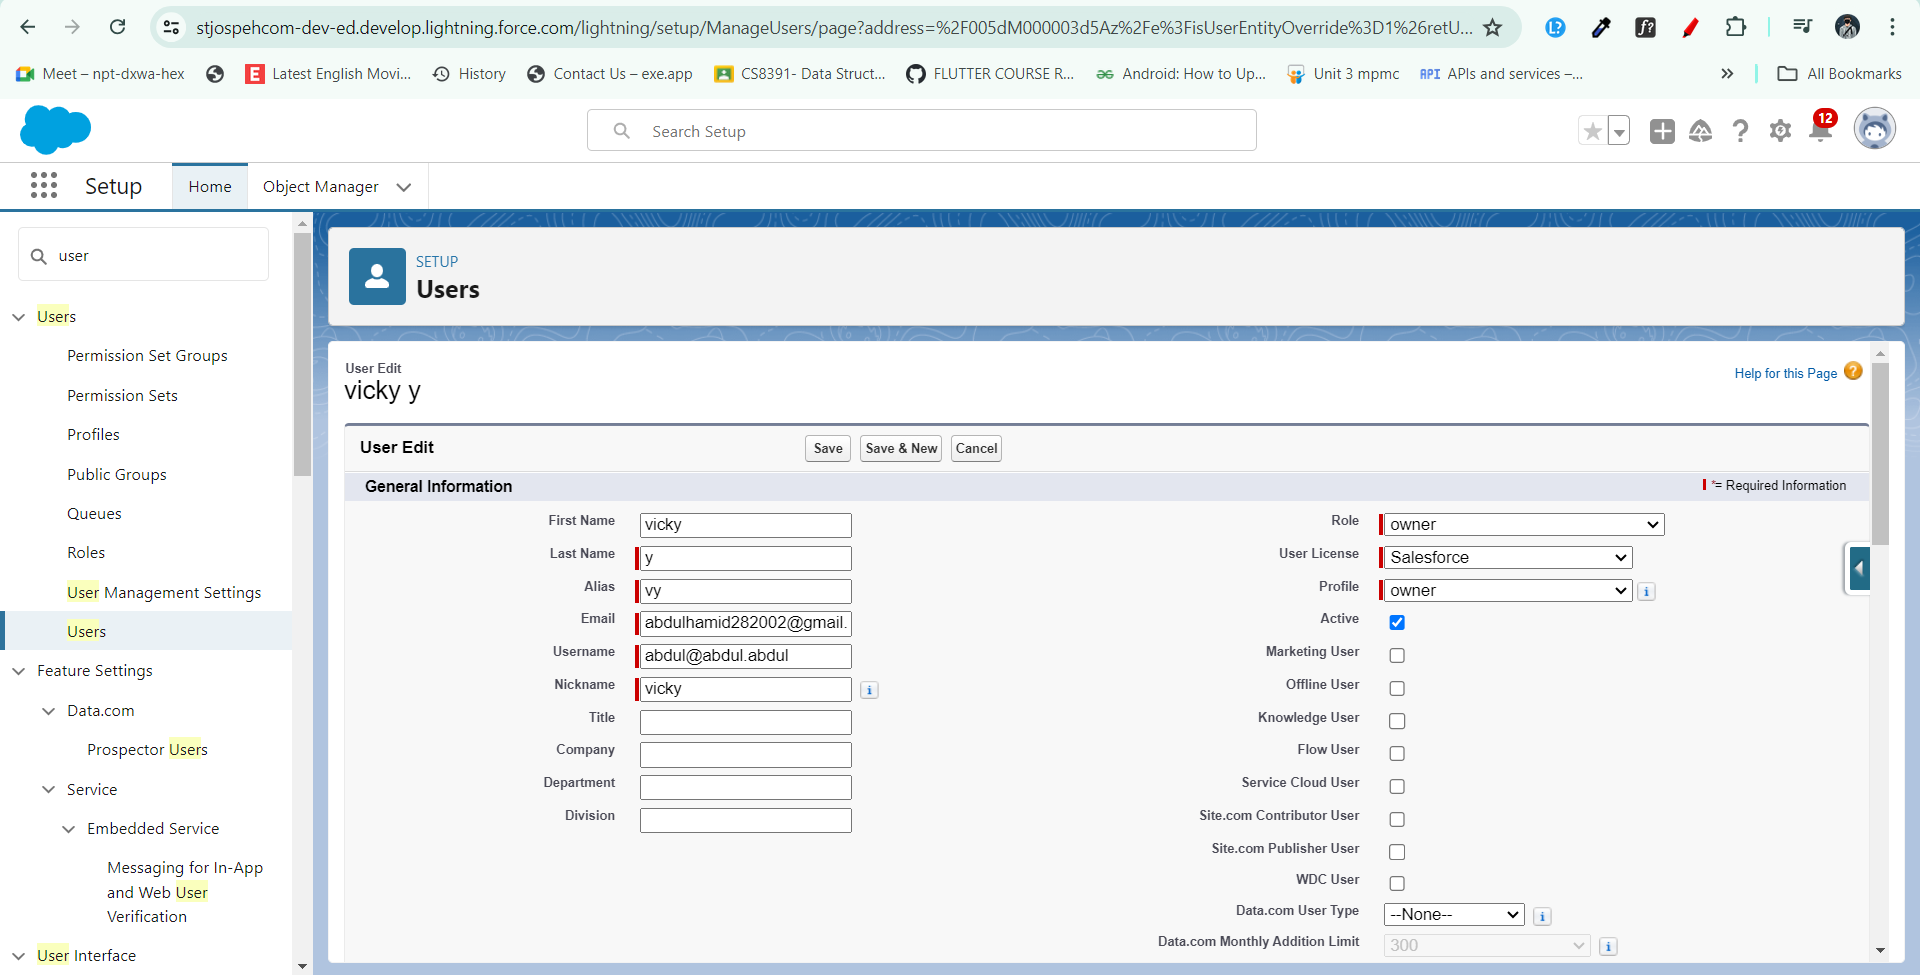 stjospehcom-dev-ed.develop.lightning.force.com/lightning/setup/ManageUsers/page?address=%2F005dM000003d5Az%2Fe%3FisUserEntityOverride%3D1%26retU...
Meet – npt-dxwa-hex
Latest English Movi...
History
Contact Us – exe.app
CS8391- Data Struct...
FLUTTER COURSE R...
Android: How to Up...
Unit 3 mpmc
API APIs and services –...
All Bookmarks
Search Setup
12
Setup
Home
Object Manager
user
Users
Permission Set Groups
Permission Sets
Profiles
Public Groups
Queues
Roles
User Management Settings
Users
Feature Settings
Data.com
Prospector Users
Service
Embedded Service
Messaging for In-App
and Web User
Verification
User Interface
SETUP
Users
User Edit
vicky y
Help for this Page
User Edit
Save
Save & New
Cancel
General Information
*= Required Information
First Name vicky
Last Name y
Alias vy
Email abdulhamid282002@gmail.
Username abdul@abdul.abdul
Nickname vicky
Title
Company
Department
Division
Role owner
User License Salesforce
Profile owner
Active
Marketing User
Offline User
Knowledge User
Flow User
Service Cloud User
Site.com Contributor User
Site.com Publisher User
WDC User
Data.com User Type --None--
Data.com Monthly Addition Limit 300